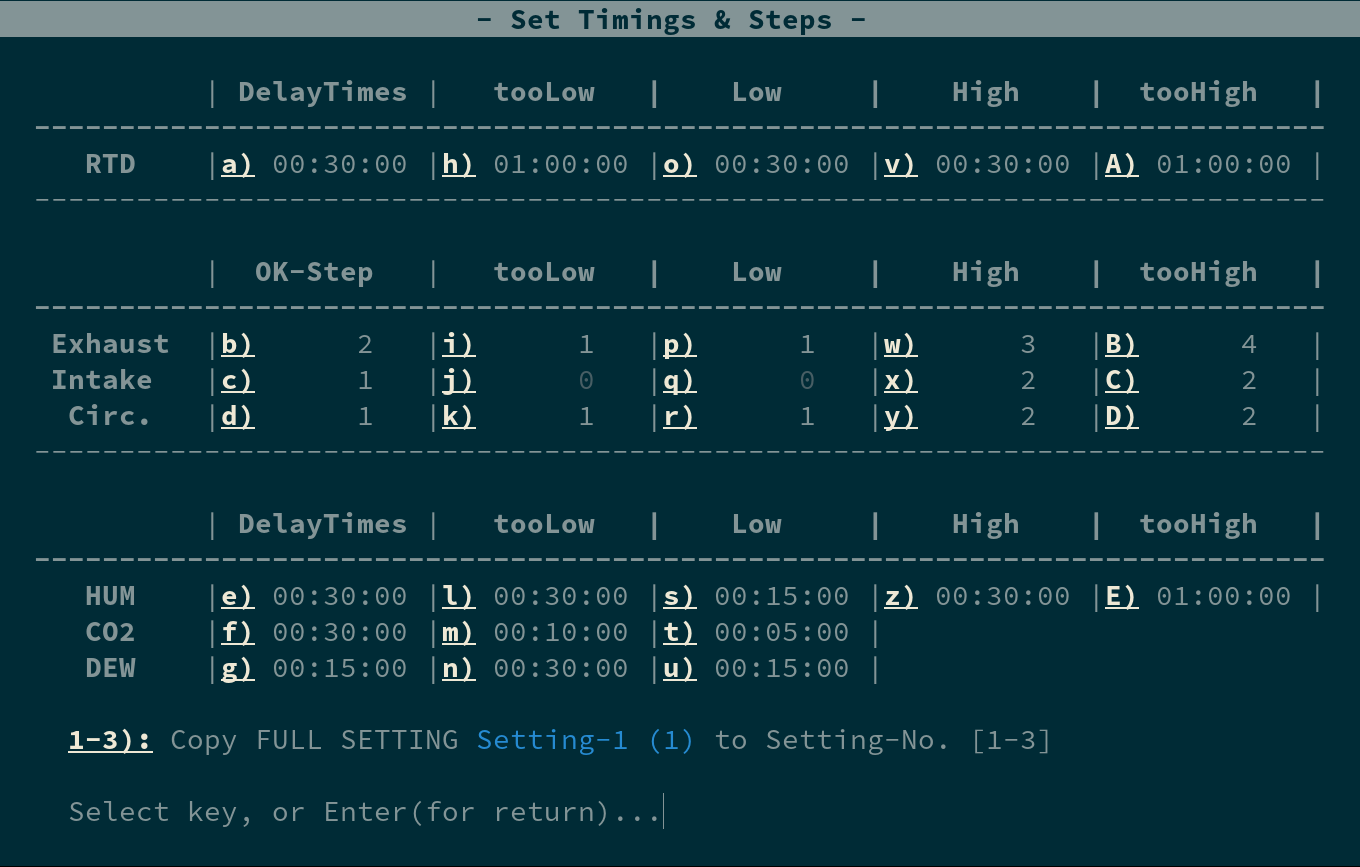 - Set Timings & Steps -
| DelayTimes | tooLow | Low | High | tooHigh |
-----------------------------------------------------------------------------
RTD |a) 00:30:00 |h) 01:00:00 |o) 00:30:00 |v) 00:30:00 |A) 01:00:00 |
-----------------------------------------------------------------------------
| OK-Step | tooLow | Low | High | tooHigh |
-----------------------------------------------------------------------------
Exhaust |b) 2 |i) 1 |p) 1 |w) 3 |B) 4 |
Intake |c) 1 |j) 0 |q) 0 |x) 2 |C) 2 |
Circ. |d) 1 |k) 1 |r) 1 |y) 2 |D) 2 |
-----------------------------------------------------------------------------
| DelayTimes | tooLow | Low | High | tooHigh |
-----------------------------------------------------------------------------
HUM |e) 00:30:00 |l) 00:30:00 |s) 00:15:00 |z) 00:30:00 |E) 01:00:00 |
CO2 |f) 00:30:00 |m) 00:10:00 |t) 00:05:00 |
DEW |g) 00:15:00 |n) 00:30:00 |u) 00:15:00 |
1-3): Copy FULL SETTING Setting-1 (1) to Setting-No. [1-3]
Select key, or Enter(for return)...